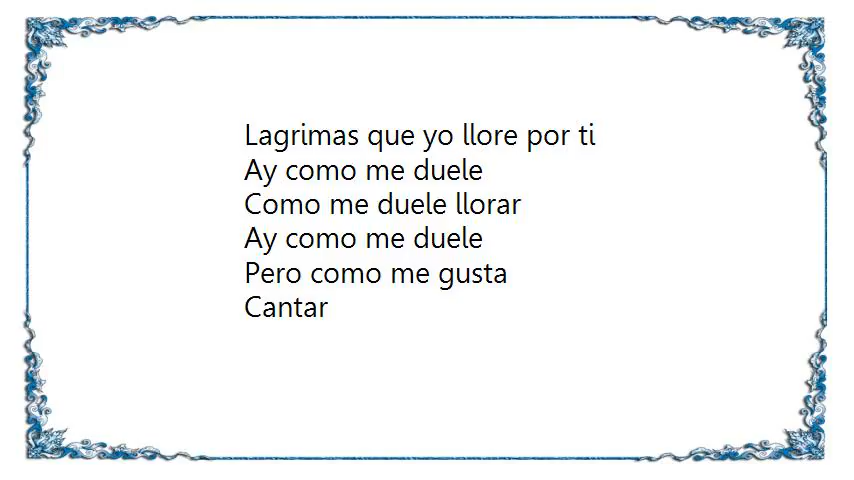 Lagrimas que yo llore por ti
Ay como me duele
Como me duele llorar
Ay como me duele
Pero como me gusta
Cantar